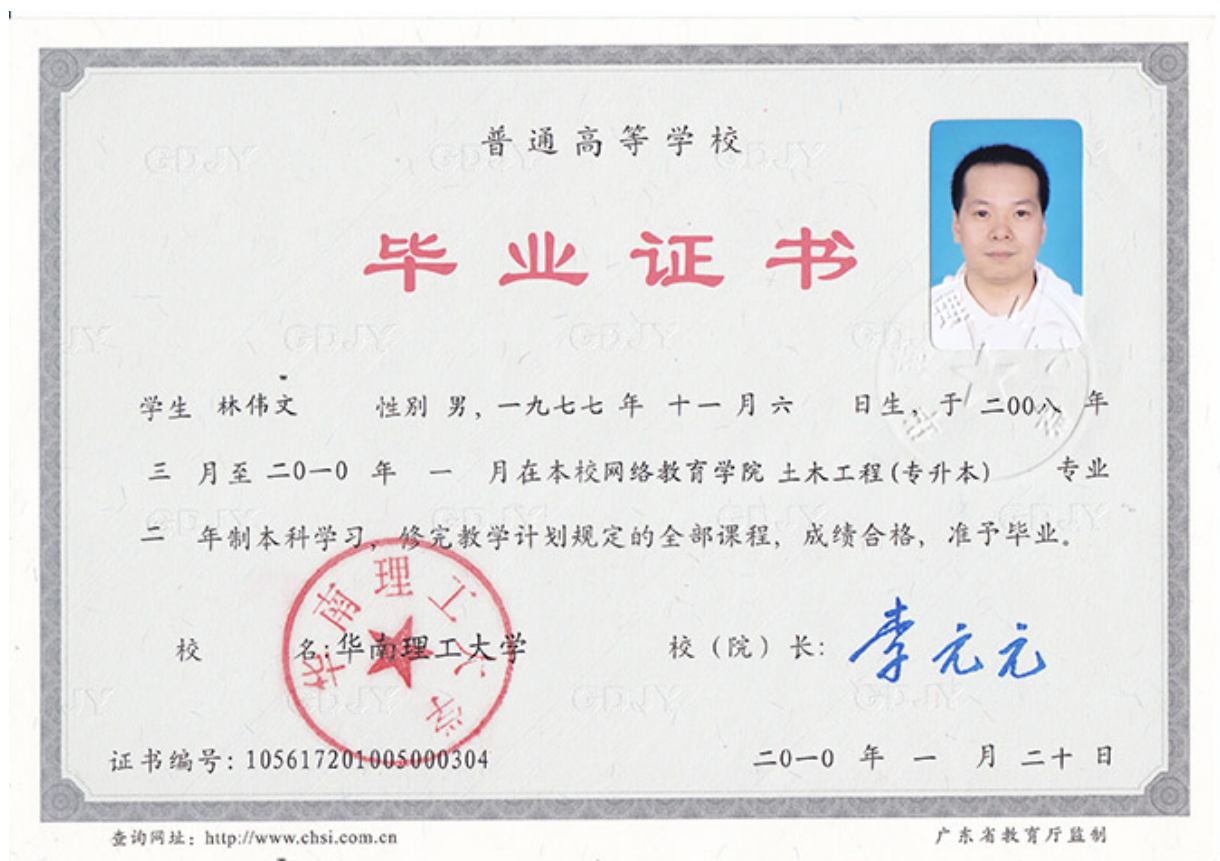 普通高等学校
毕业证书
学生 林伟文 性别 男，一九七七 年 十一 月 六 日生，于 二00八 年
三 月至 二0一0 年 一 月在本校网络教育学院 土木工程(专升本) 专业
二 年制本科学习，修完教学计划规定的全部课程，成绩合格，准予毕业。
校 名:华南理工大学 校（院）长: 李元元
华南理工大学
证书编号: 105617201005000304 二0一0 年 一 月 二十 日
查询网址: http://www.chsi.com.cn 广东省教育厅监制
GDJY